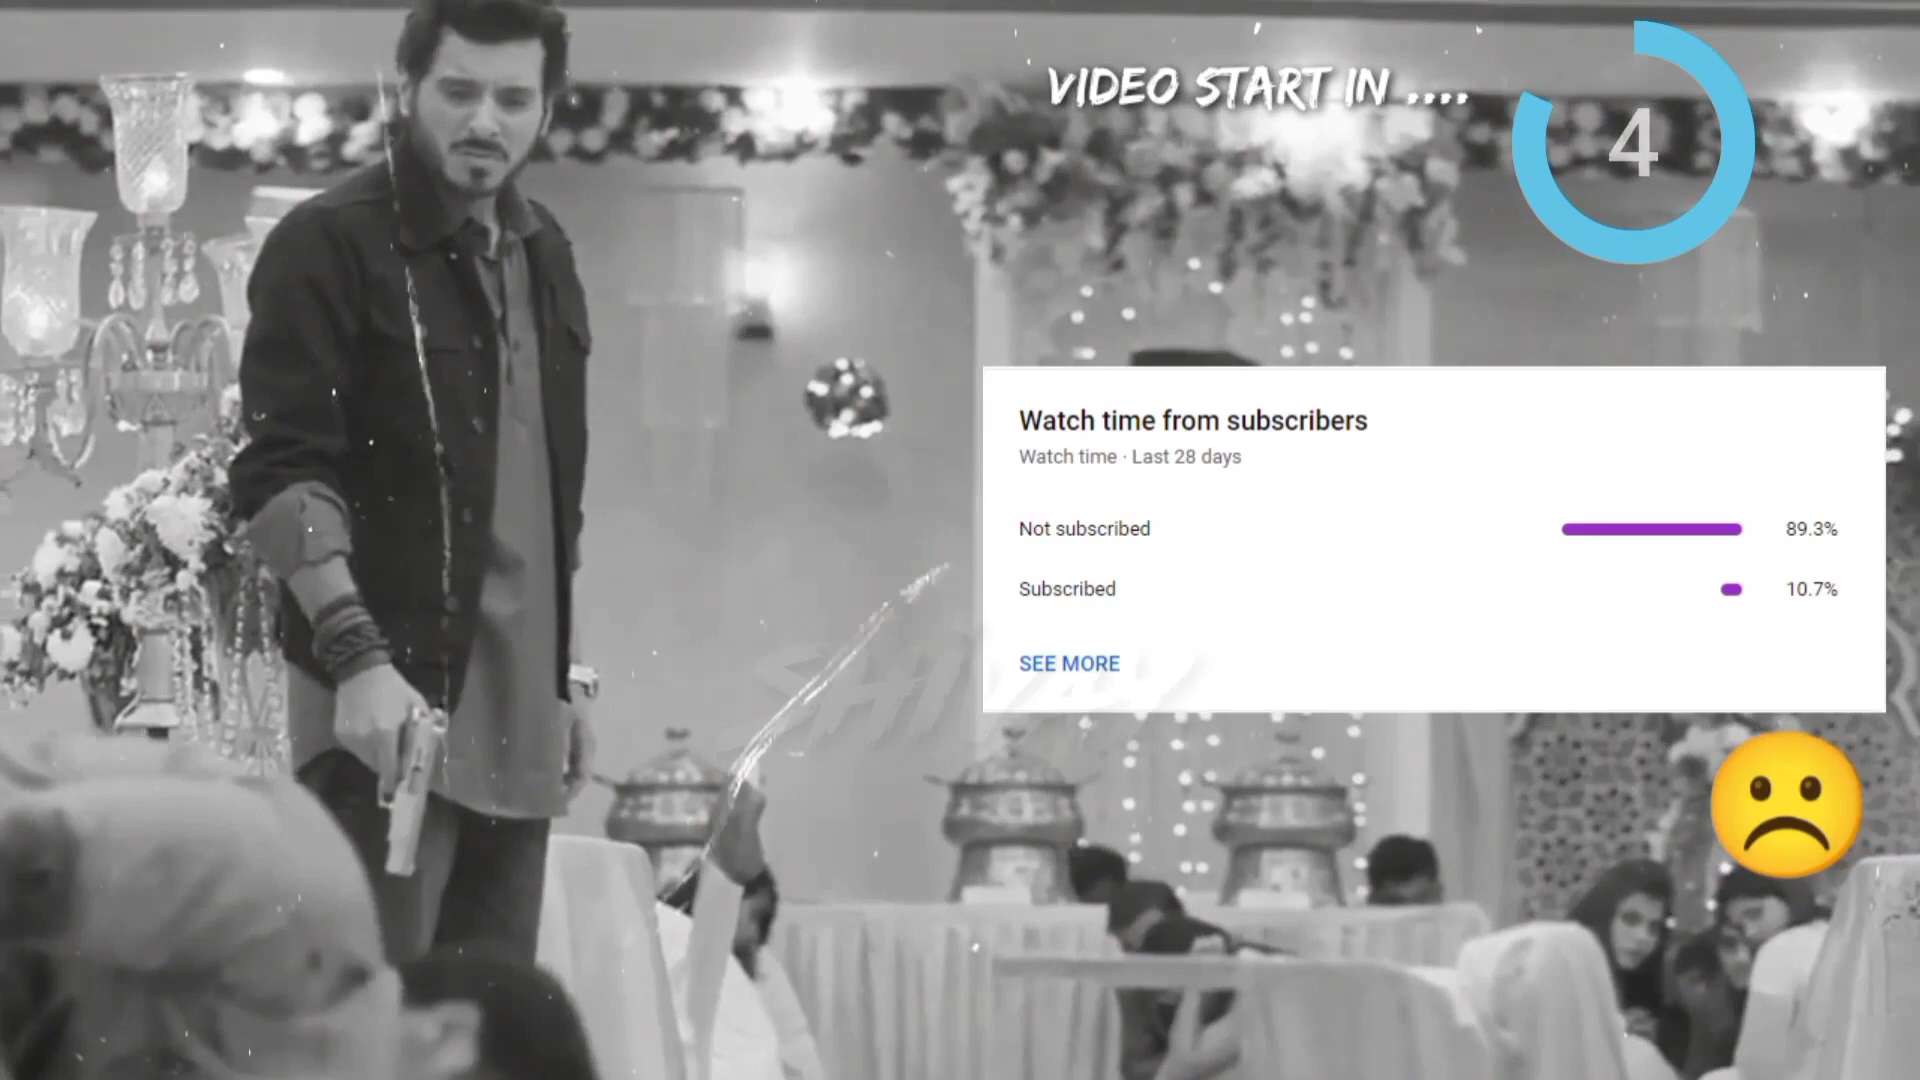 VIDEO START IN ....
4
Watch time from subscribers
Watch time · Last 28 days
Not subscribed 89.3%
Subscribed 10.7%
SEE MORE
SHIVAY